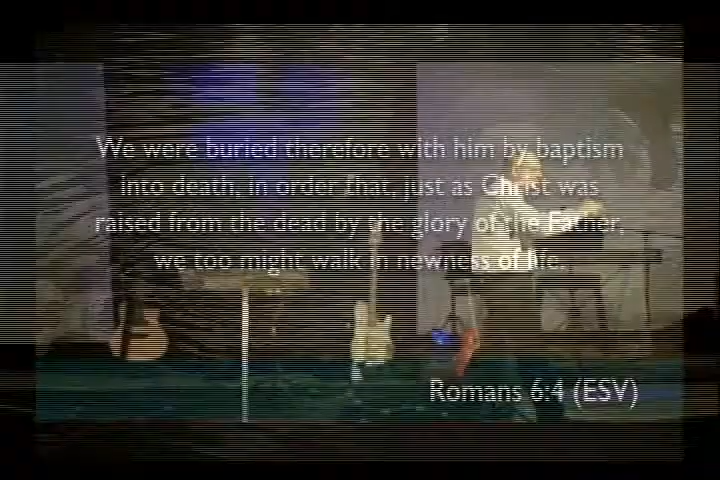 We were buried therefore with him by baptism
into death, in order that, just as Christ was
raised from the dead by the glory of the Father,
we too might walk in newness of life.
Romans 6:4 (ESV)